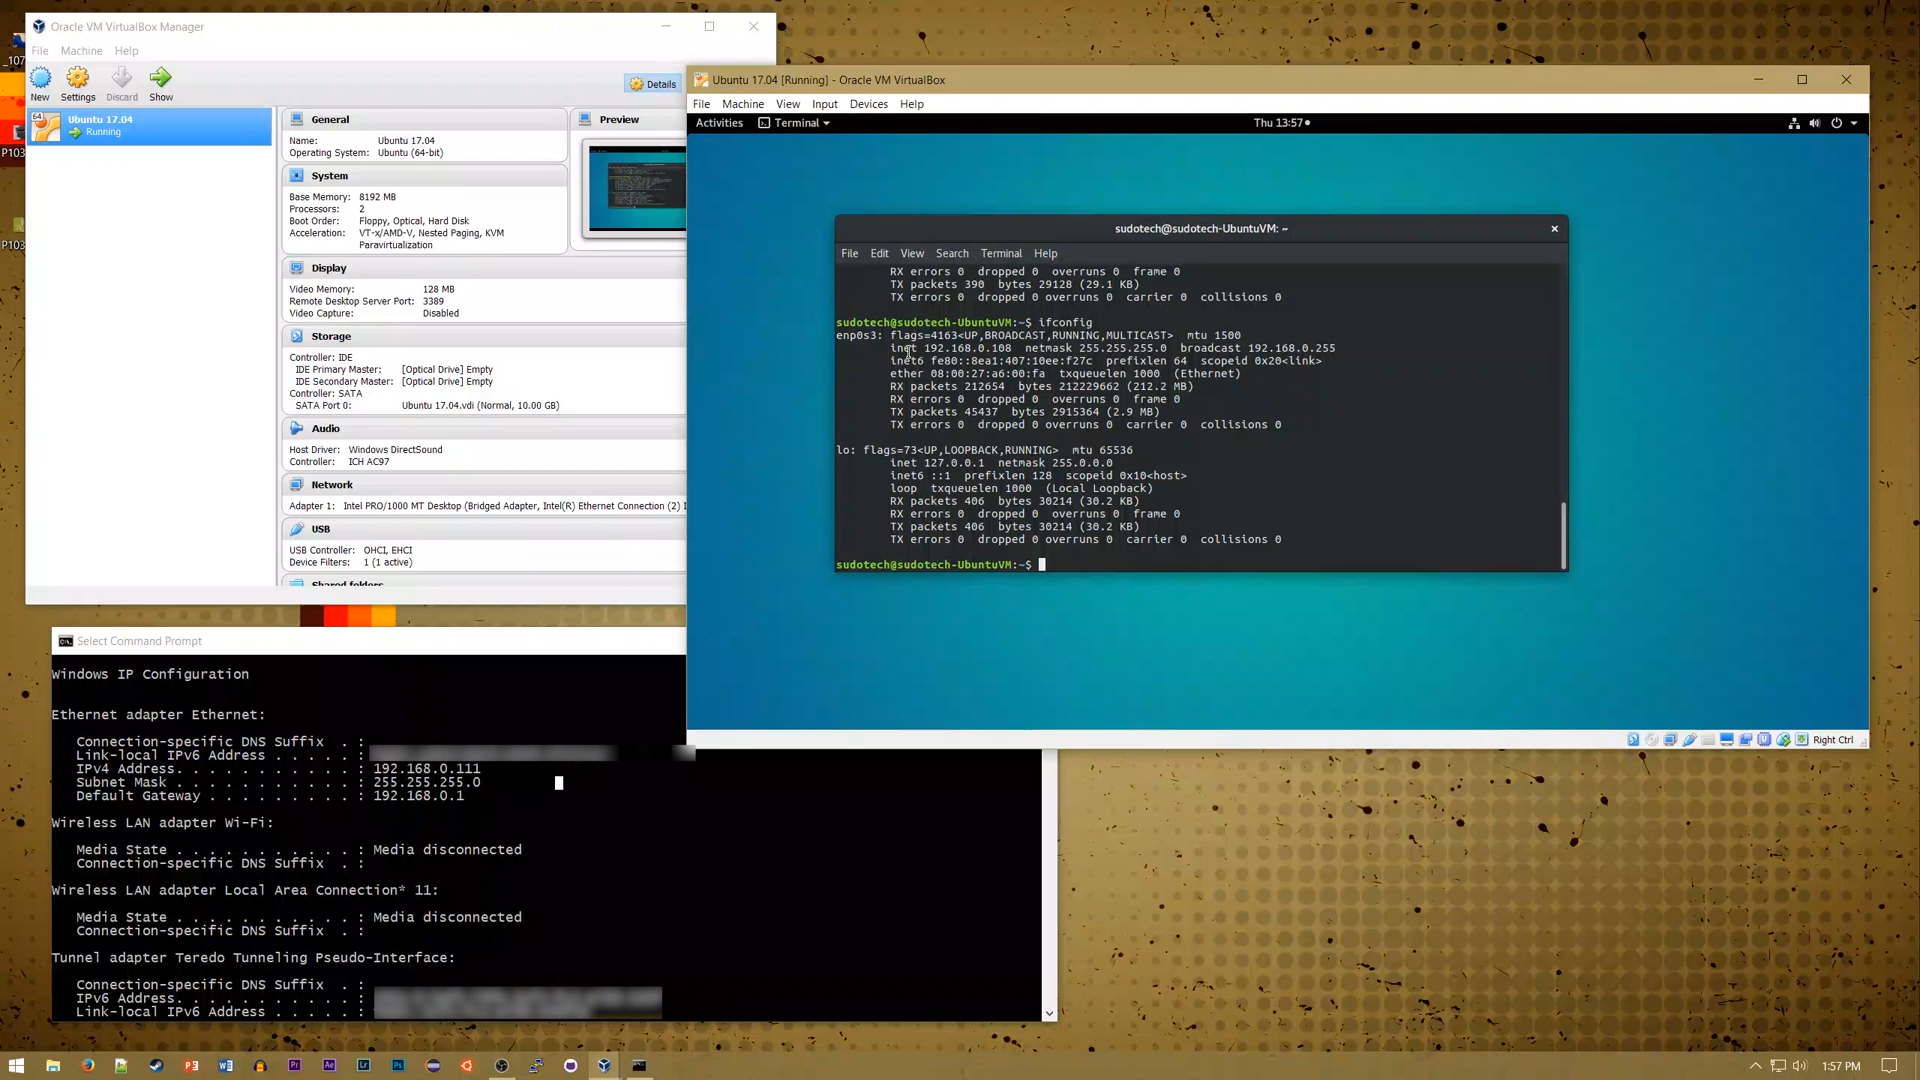 Oracle VM VirtualBox Manager
File Machine Help
New Settings Discard Show
Details
64
Ubuntu 17.04
Running
General
Name: Ubuntu 17.04
Operating System: Ubuntu (64-bit)
Preview
System
Base Memory: 8192 MB
Processors: 2
Boot Order: Floppy, Optical, Hard Disk
Acceleration: VT-x/AMD-V, Nested Paging, KVM
Paravirtualization
Display
Video Memory: 128 MB
Remote Desktop Server Port: 3389
Video Capture: Disabled
Storage
Controller: IDE
IDE Primary Master: [Optical Drive] Empty
IDE Secondary Master: [Optical Drive] Empty
Controller: SATA
SATA Port 0: Ubuntu 17.04.vdi (Normal, 10.00 GB)
Audio
Host Driver: Windows DirectSound
Controller: ICH AC97
Network
Adapter 1: Intel PRO/1000 MT Desktop (Bridged Adapter, Intel(R) Ethernet Connection (2) I
USB
USB Controller: OHCI, EHCI
Device Filters: 1 (1 active)
Shared folders
_107
P103
P103
Ubuntu 17.04 [Running] - Oracle VM VirtualBox
File Machine View Input Devices Help
Activities Terminal Thu 13:57
sudotech@sudotech-UbuntuVM: ~
File Edit View Search Terminal Help
RX errors 0 dropped 0 overruns 0 frame 0
TX packets 390 bytes 29128 (29.1 KB)
TX errors 0 dropped 0 overruns 0 carrier 0 collisions 0
sudotech@sudotech-UbuntuVM:~$ ifconfig
enp0s3: flags=4163<UP,BROADCAST,RUNNING,MULTICAST> mtu 1500
inet 192.168.0.108 netmask 255.255.255.0 broadcast 192.168.0.255
inet6 fe80::8ea1:407:10ee:f27c prefixlen 64 scopeid 0x20<link>
ether 08:00:27:a6:00:fa txqueuelen 1000 (Ethernet)
RX packets 212654 bytes 212229662 (212.2 MB)
RX errors 0 dropped 0 overruns 0 frame 0
TX packets 45437 bytes 2915364 (2.9 MB)
TX errors 0 dropped 0 overruns 0 carrier 0 collisions 0
lo: flags=73<UP,LOOPBACK,RUNNING> mtu 65536
inet 127.0.0.1 netmask 255.0.0.0
inet6 ::1 prefixlen 128 scopeid 0x10<host>
loop txqueuelen 1000 (Local Loopback)
RX packets 406 bytes 30214 (30.2 KB)
RX errors 0 dropped 0 overruns 0 frame 0
TX packets 406 bytes 30214 (30.2 KB)
TX errors 0 dropped 0 overruns 0 carrier 0 collisions 0
sudotech@sudotech-UbuntuVM:~$
Right Ctrl
Select Command Prompt
Windows IP Configuration
Ethernet adapter Ethernet:
Connection-specific DNS Suffix . :
Link-local IPv6 Address . . . . . :
IPv4 Address. . . . . . . . . . . : 192.168.0.111
Subnet Mask . . . . . . . . . . . : 255.255.255.0
Default Gateway . . . . . . . . . : 192.168.0.1
Wireless LAN adapter Wi-Fi:
Media State . . . . . . . . . . . : Media disconnected
Connection-specific DNS Suffix . :
Wireless LAN adapter Local Area Connection* 11:
Media State . . . . . . . . . . . : Media disconnected
Connection-specific DNS Suffix . :
Tunnel adapter Teredo Tunneling Pseudo-Interface:
Connection-specific DNS Suffix . :
IPv6 Address. . . . . . . . . . . :
Link-local IPv6 Address . . . . . :
1:57 PM